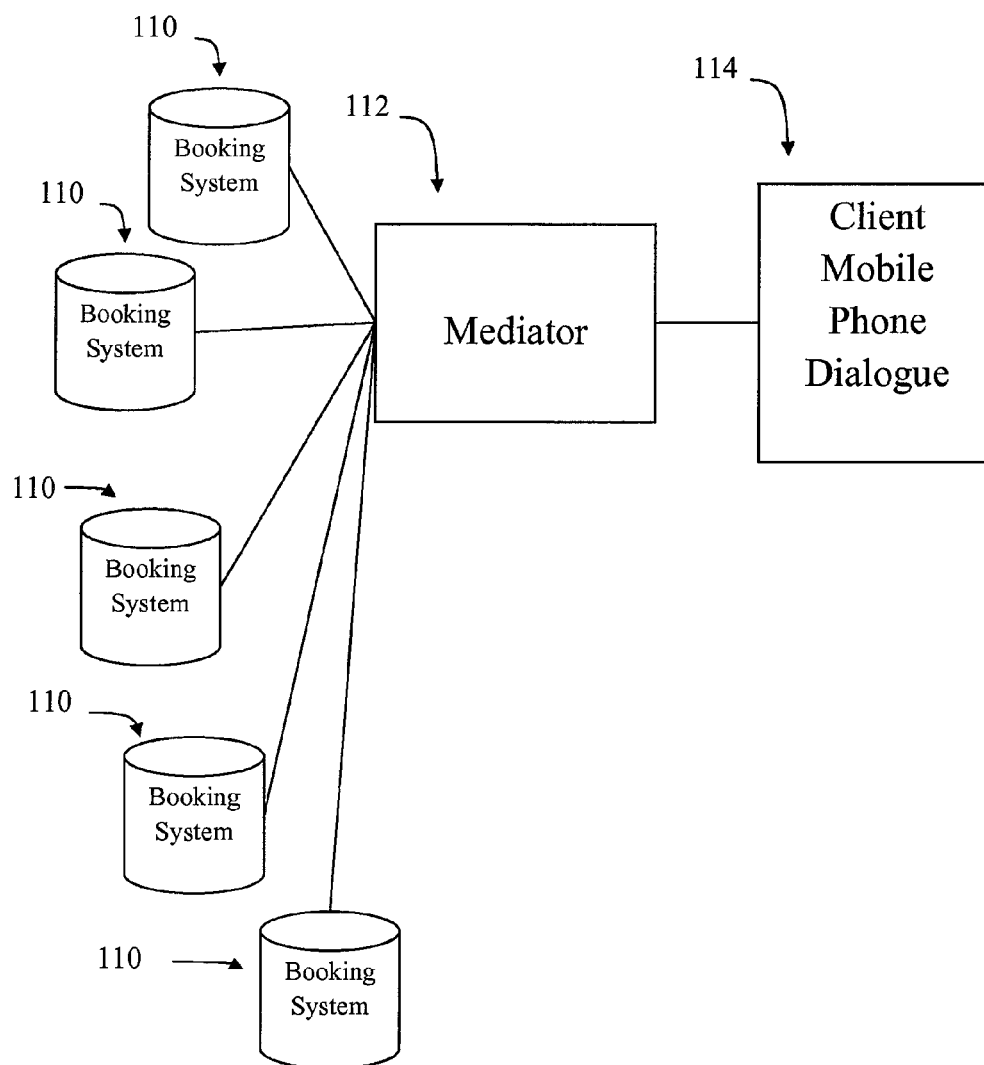 110
114
112
Booking
System
110
Client
Mobile
Phone
Dialogue
Booking
System
Mediator
110
Booking
System
110
Booking
System
110
Booking
System